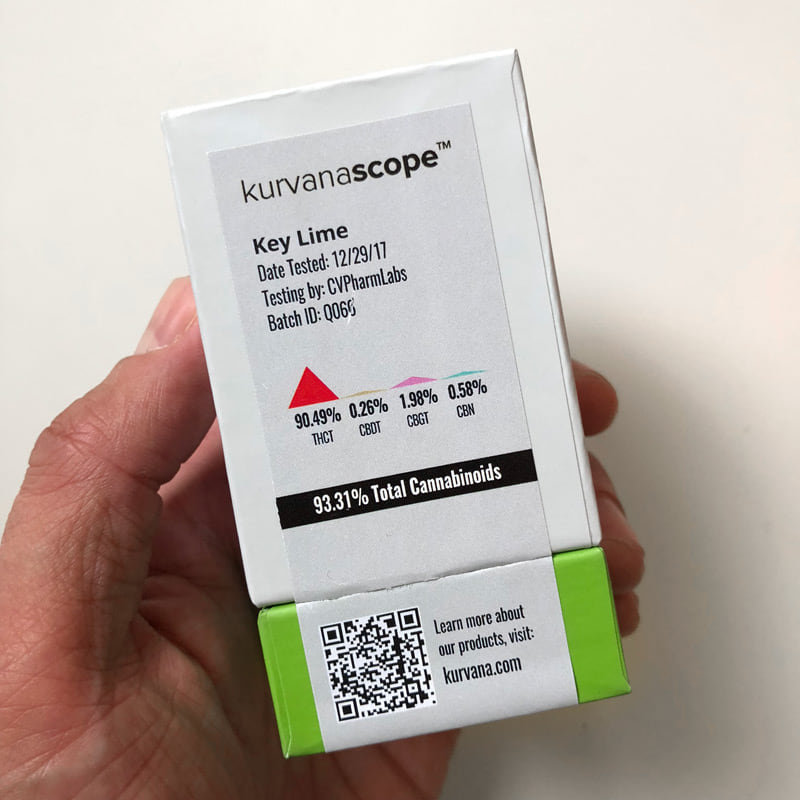 kurvanascope™
Key Lime
Date Tested: 12/29/17
Testing by: CVPharmLabs
Batch ID: Q066
90.49% 0.26% 1.98% 0.58%
THCT CBDT CBGT CBN
93.31% Total Cannabinoids
Learn more about
our products, visit:
kurvana.com